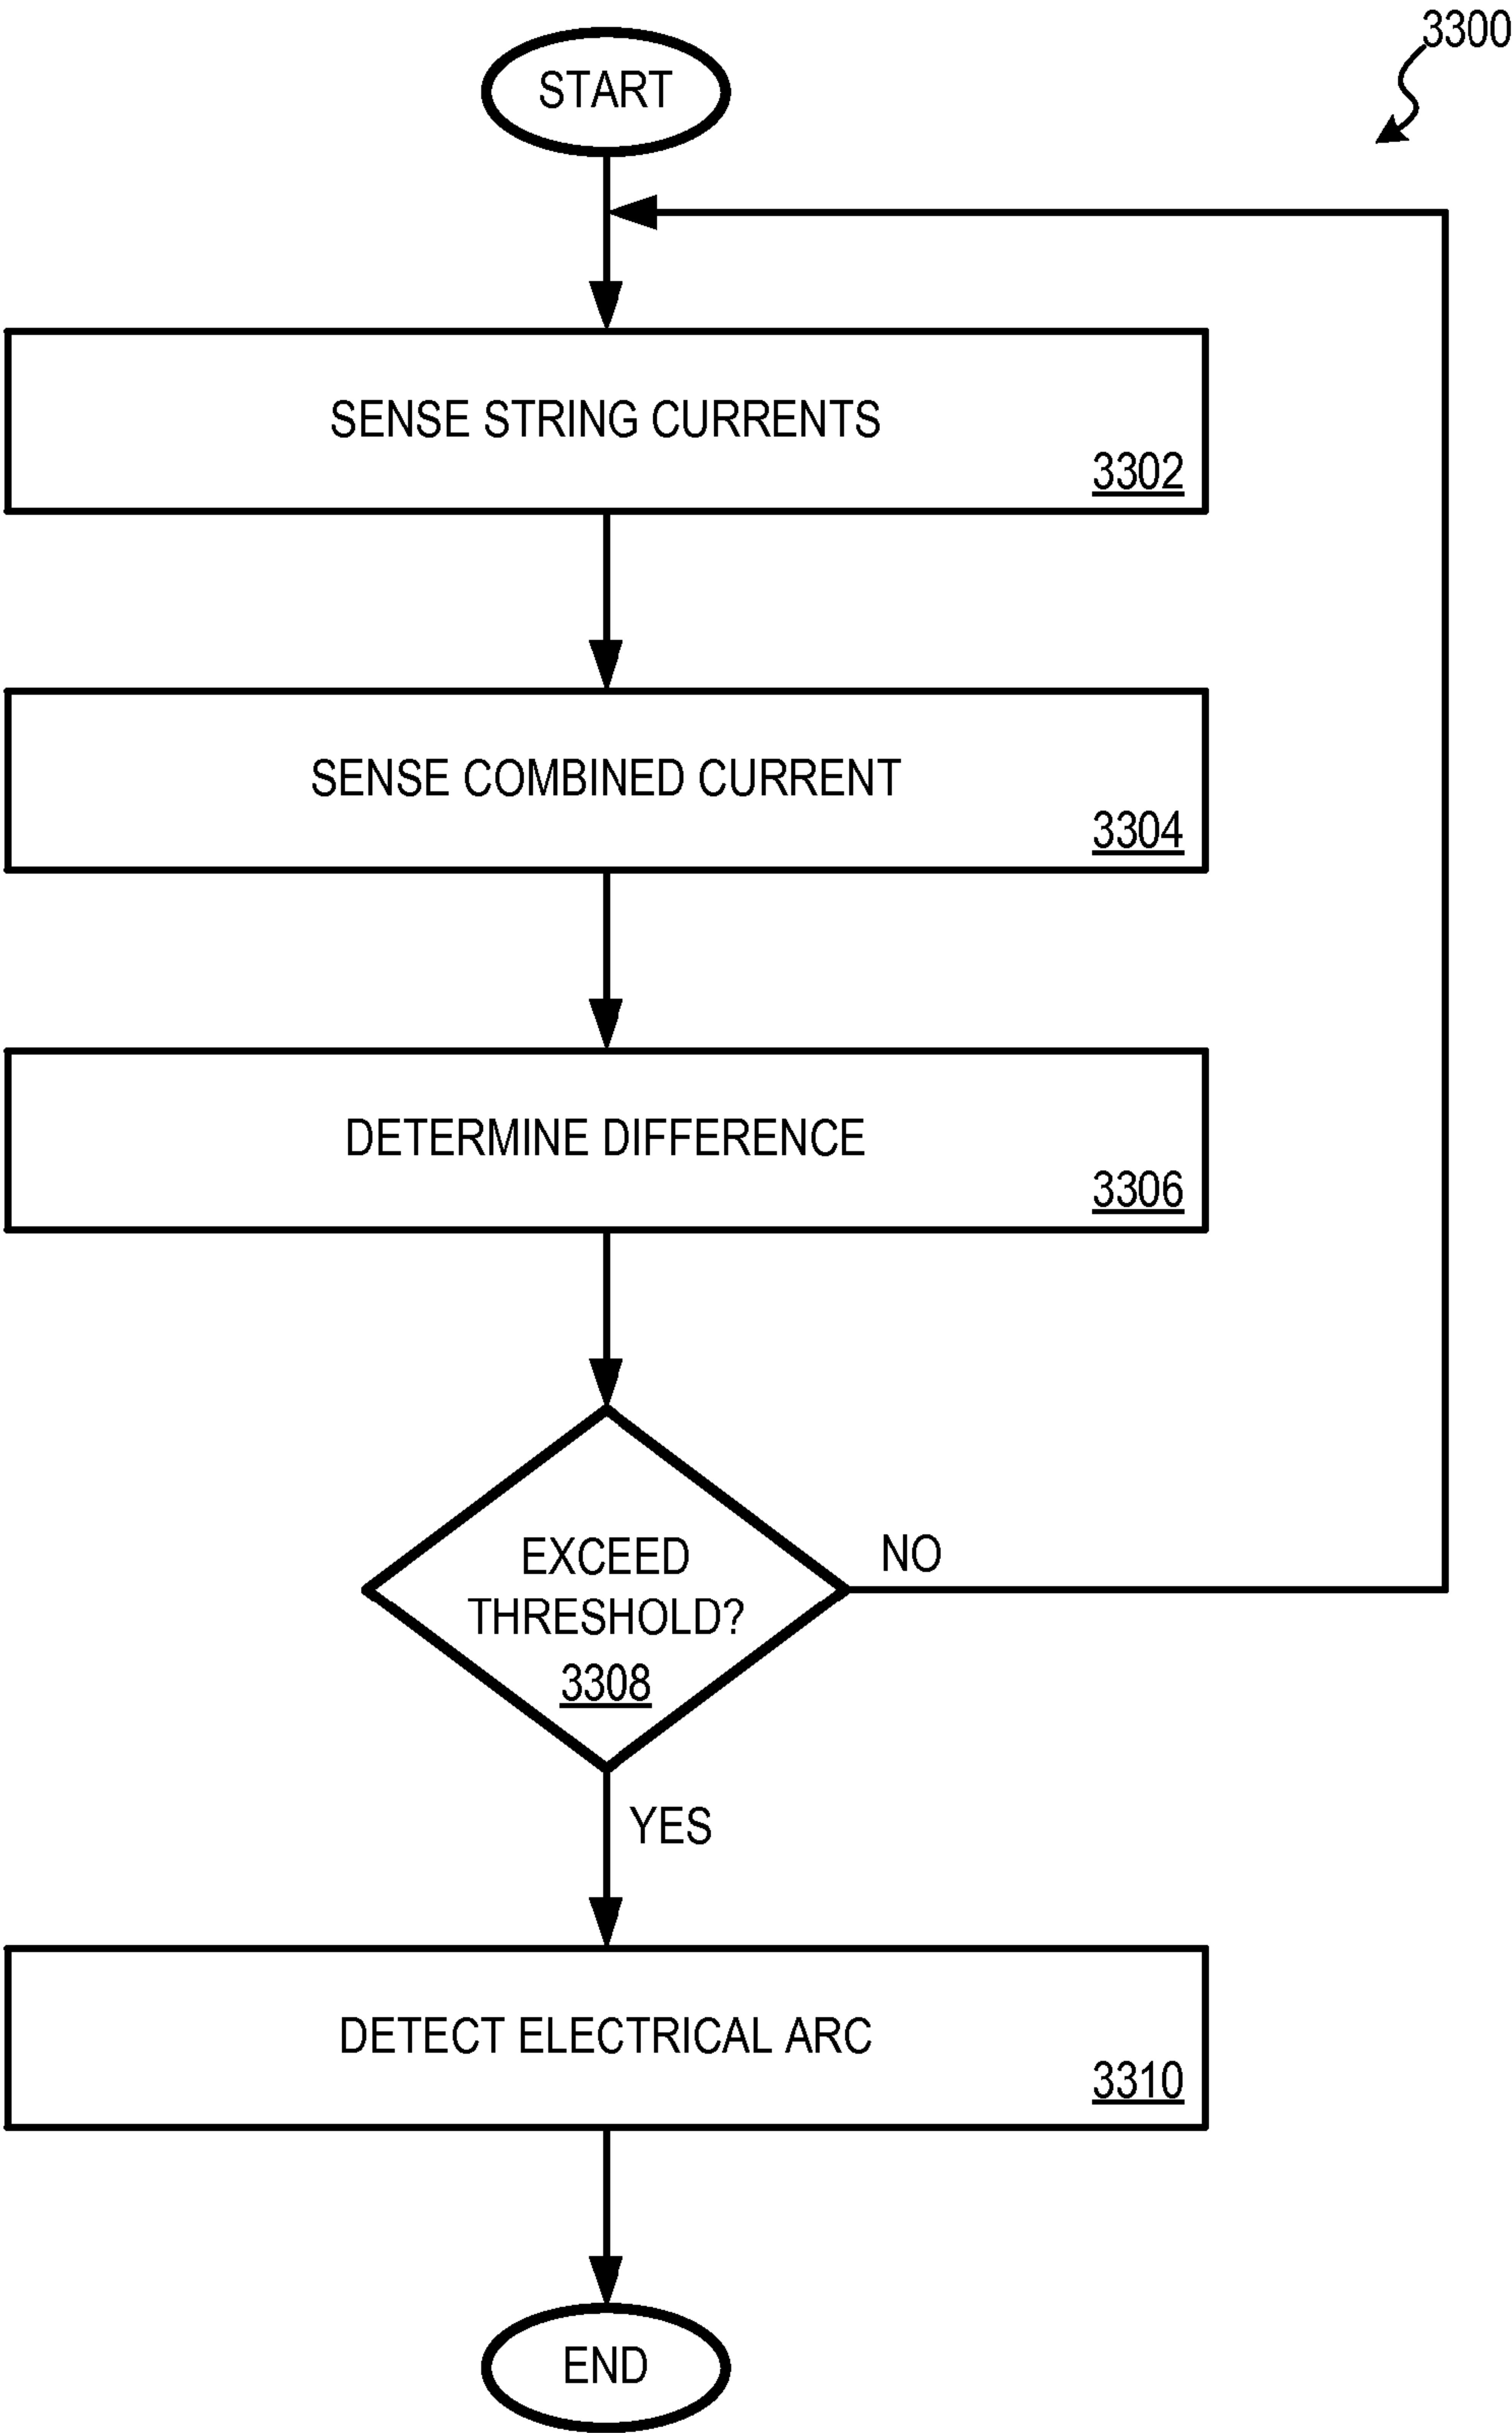 3300
START
SENSE STRING CURRENTS
3302
SENSE COMBINED CURRENT
3304
DETERMINE DIFFERENCE
3306
EXCEED
THRESHOLD?
3308
NO
YES
DETECT ELECTRICAL ARC
3310
END